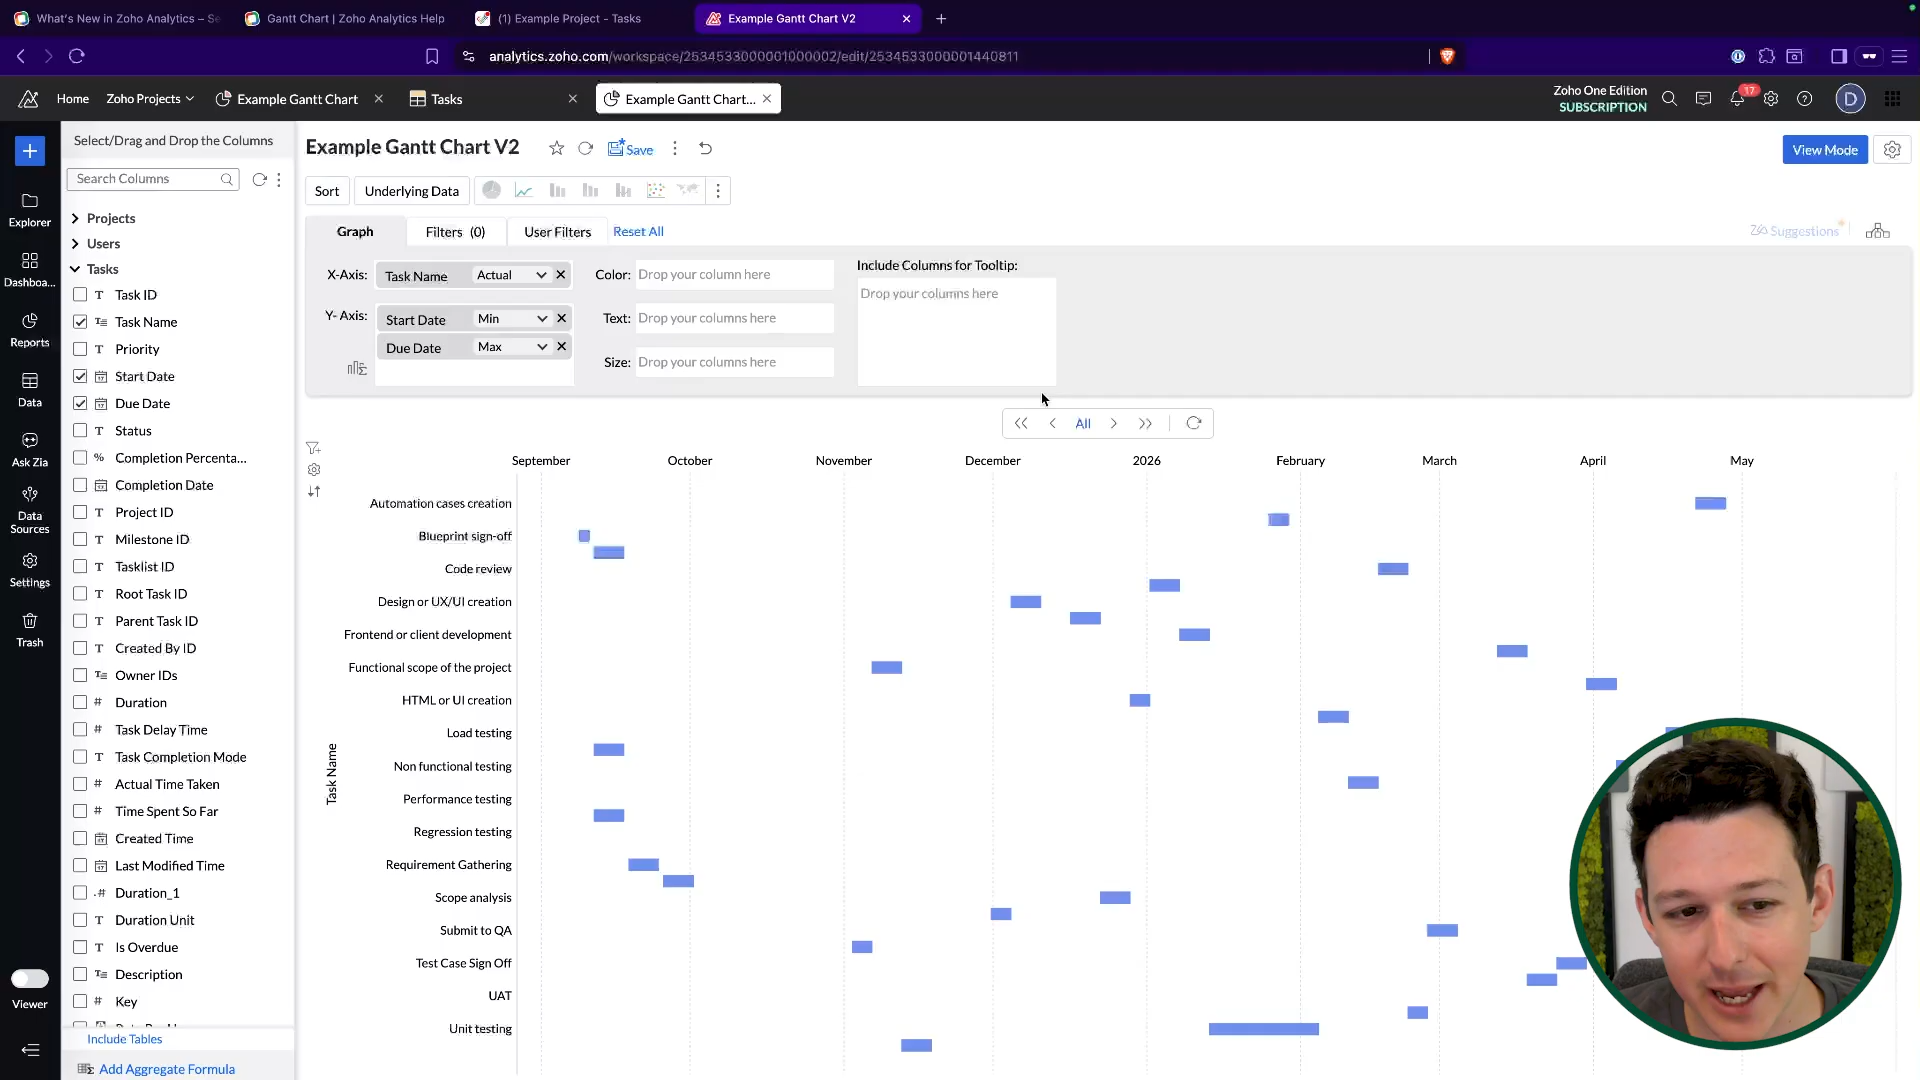 What's New in Zoho Analytics – Se
Gantt Chart | Zoho Analytics Help
(1) Example Project - Tasks
Example Gantt Chart V2
analytics.zoho.com/workspace/2534533000001000002/edit/2534533000001440811
Home
Zoho Projects
Example Gantt Chart
Tasks
Example Gantt Chart...
Zoho One Edition
SUBSCRIPTION
17
D
Select/Drag and Drop the Columns
Search Columns
Explorer
Dashboa...
Reports
Data
Ask Zia
Data
Sources
Settings
Trash
Viewer
Projects
Users
Tasks
T Task ID
T Task Name
T Priority
Start Date
Due Date
T Status
% Completion Percenta...
Completion Date
T Project ID
T Milestone ID
T Tasklist ID
T Root Task ID
T Parent Task ID
T Created By ID
T Owner IDs
# Duration
# Task Delay Time
T Task Completion Mode
# Actual Time Taken
# Time Spent So Far
Created Time
Last Modified Time
.# Duration_1
T Duration Unit
T Is Overdue
T Description
# Key
Include Tables
Add Aggregate Formula
Example Gantt Chart V2
Save
View Mode
Sort
Underlying Data
Graph
Filters (0)
User Filters
Reset All
Suggestions
X-Axis:
Task Name
Actual
Y- Axis:
Start Date
Min
Due Date
Max
Color:
Drop your column here
Text:
Drop your columns here
Size:
Drop your columns here
Include Columns for Tooltip:
Drop your columns here
All
September
October
November
December
2026
February
March
April
May
Task Name
Automation cases creation
Blueprint sign-off
Code review
Design or UX/UI creation
Frontend or client development
Functional scope of the project
HTML or UI creation
Load testing
Non functional testing
Performance testing
Regression testing
Requirement Gathering
Scope analysis
Submit to QA
Test Case Sign Off
UAT
Unit testing